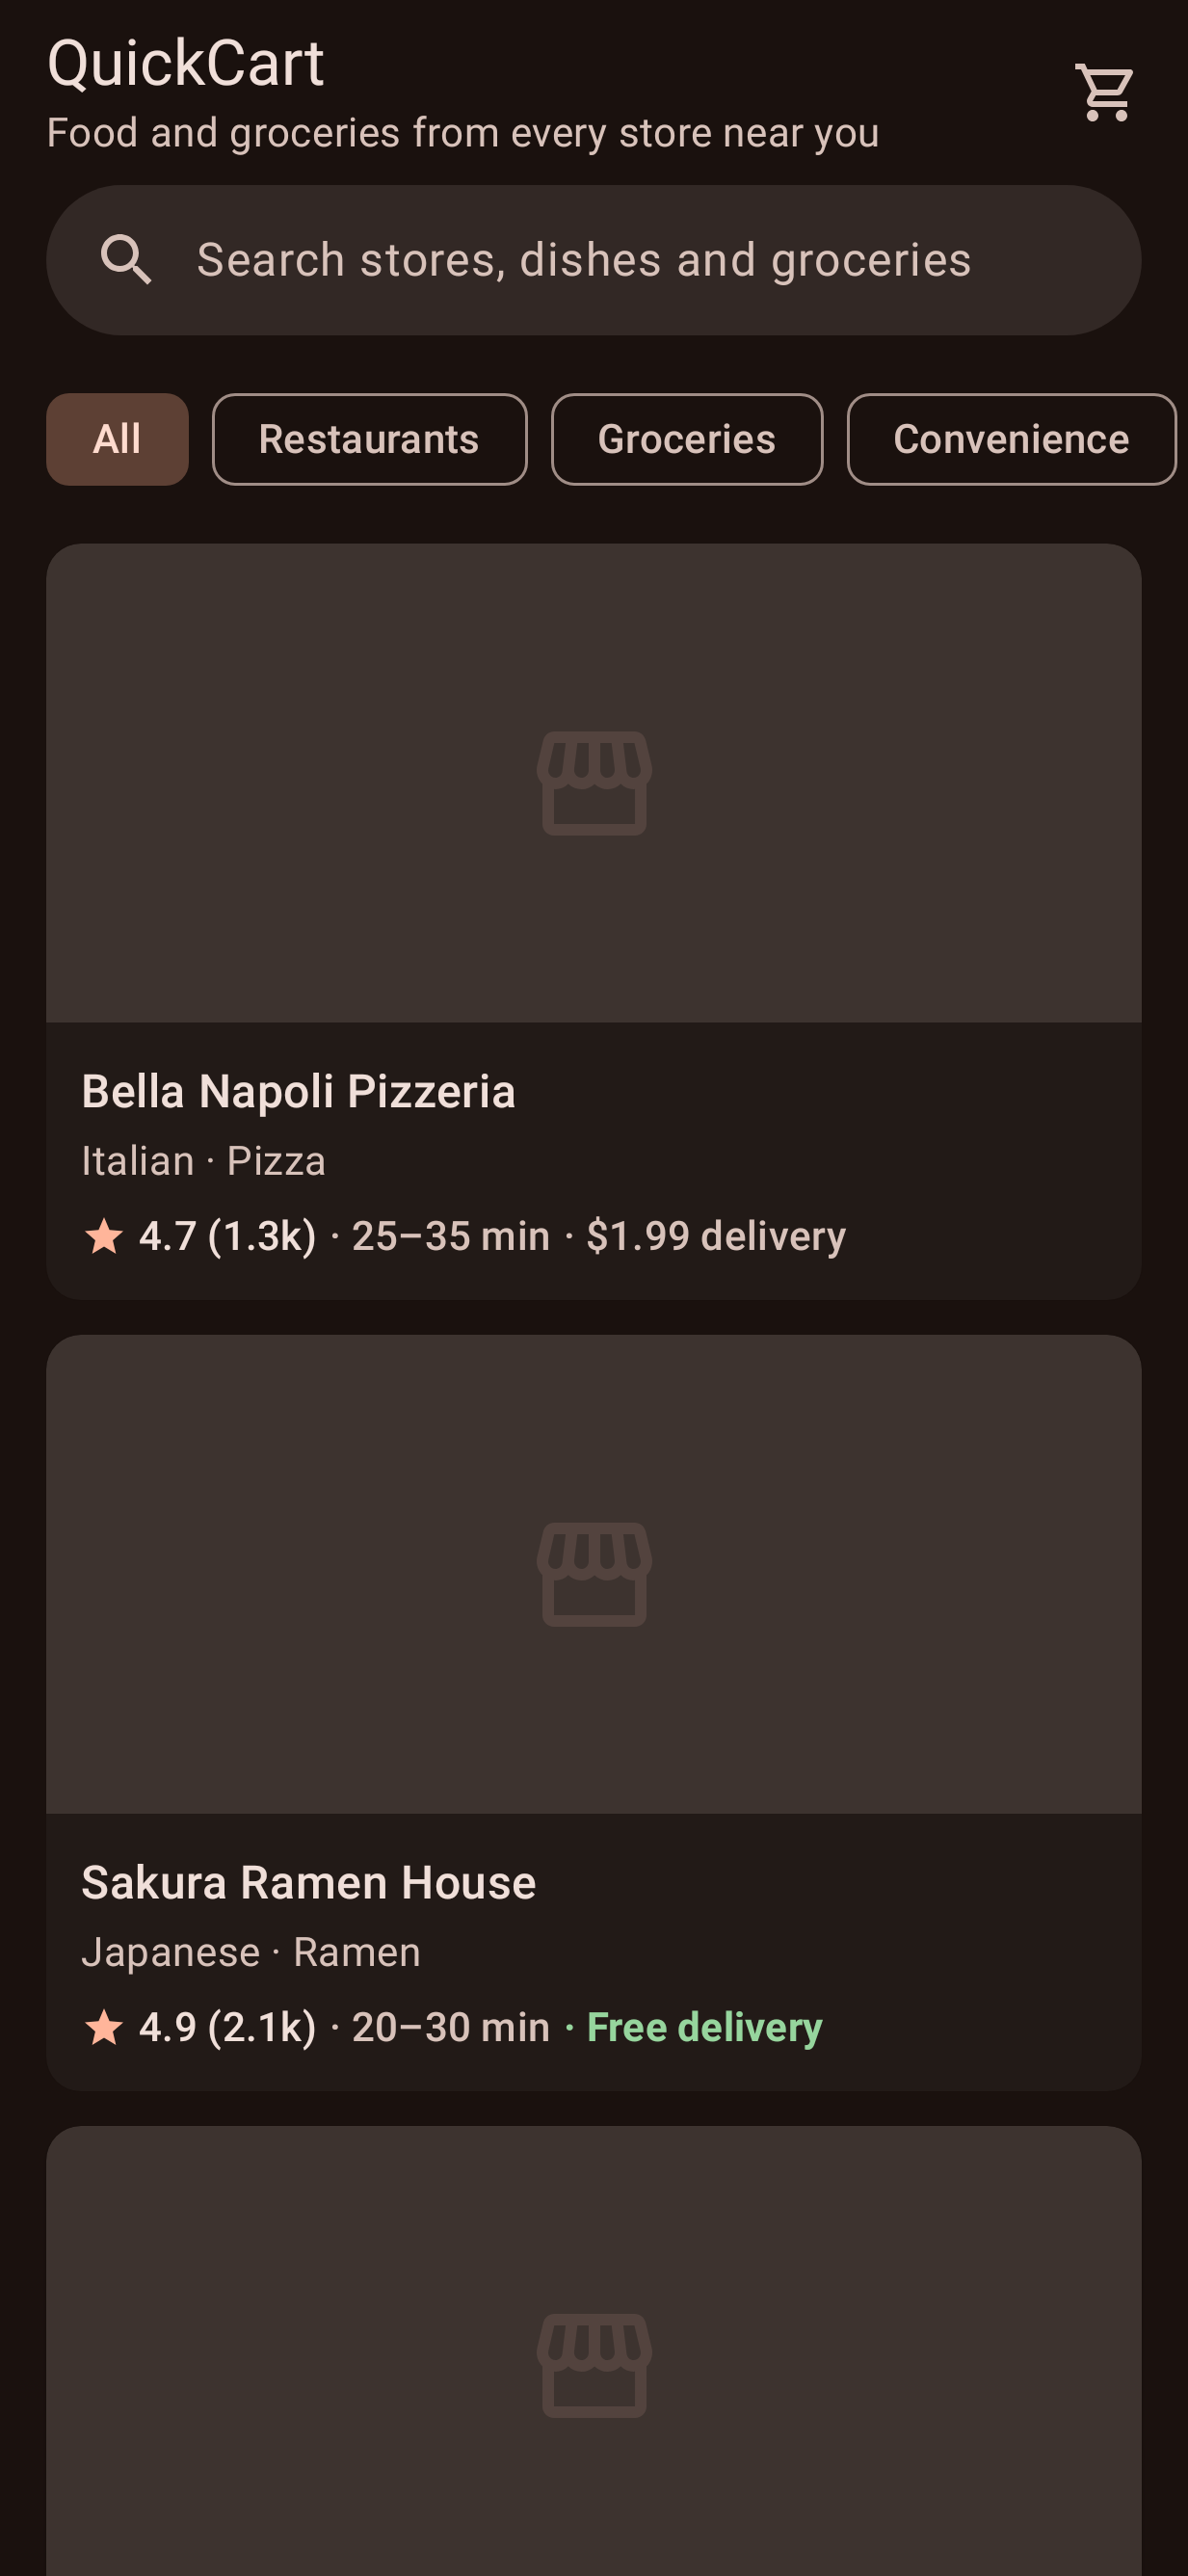 QuickCart
Food and groceries from every store near you
Search stores, dishes and groceries
All
Restaurants
Groceries
Convenience
Bella Napoli Pizzeria
Italian · Pizza
4.7 (1.3k) · 25–35 min · $1.99 delivery
Sakura Ramen House
Japanese · Ramen
4.9 (2.1k) · 20–30 min · Free delivery